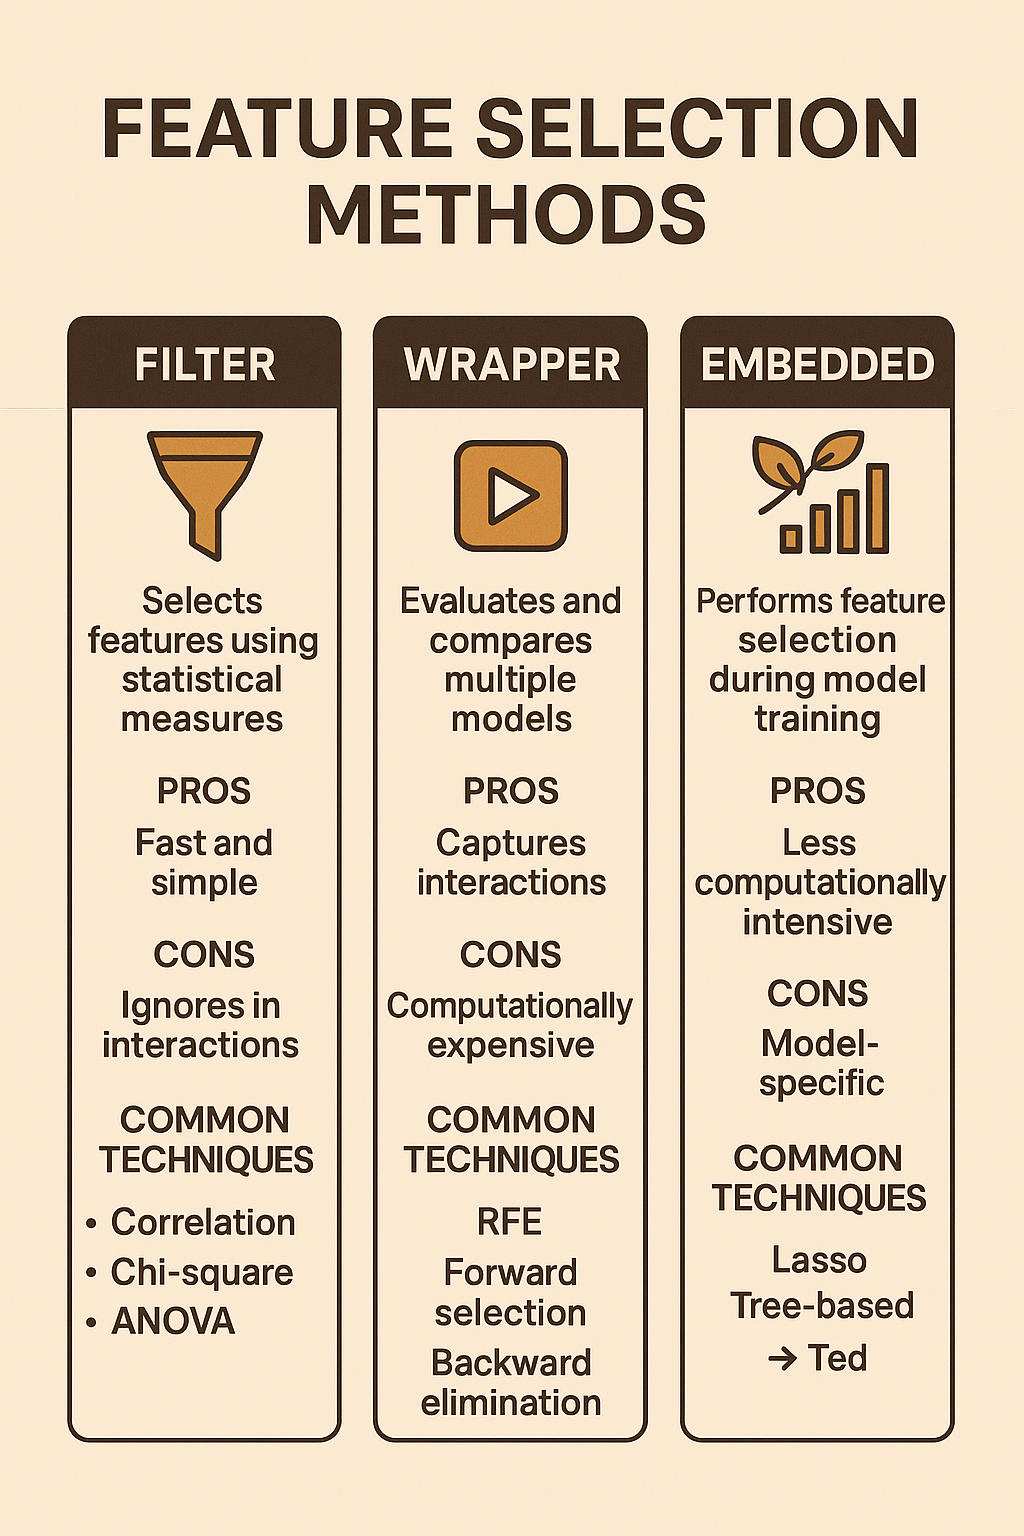 FEATURE SELECTION
METHODS
FILTER
Selects
features using
statistical
measures
PROS
Fast and
simple
CONS
Ignores in
interactions
COMMON
TECHNIQUES
• Correlation
• Chi-square
• ANOVA
WRAPPER
Evaluates and
compares
multiple
models
PROS
Captures
interactions
CONS
Computationally
expensive
COMMON
TECHNIQUES
RFE
Forward
selection
Backward
elimination
EMBEDDED
Performs feature
selection
during model
training
PROS
Less
computationally
intensive
CONS
Model-
specific
COMMON
TECHNIQUES
Lasso
Tree-based
→ Ted